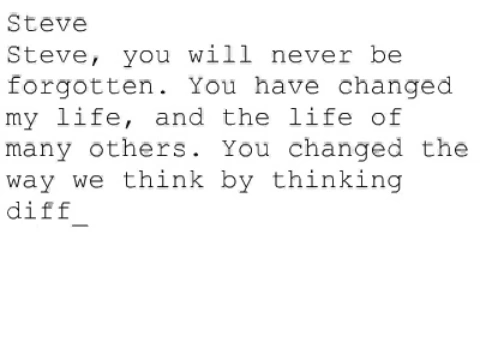 Steve
Steve, you will never be
forgotten. You have changed
my life, and the life of
many others. You changed the
way we think by thinking
diff_